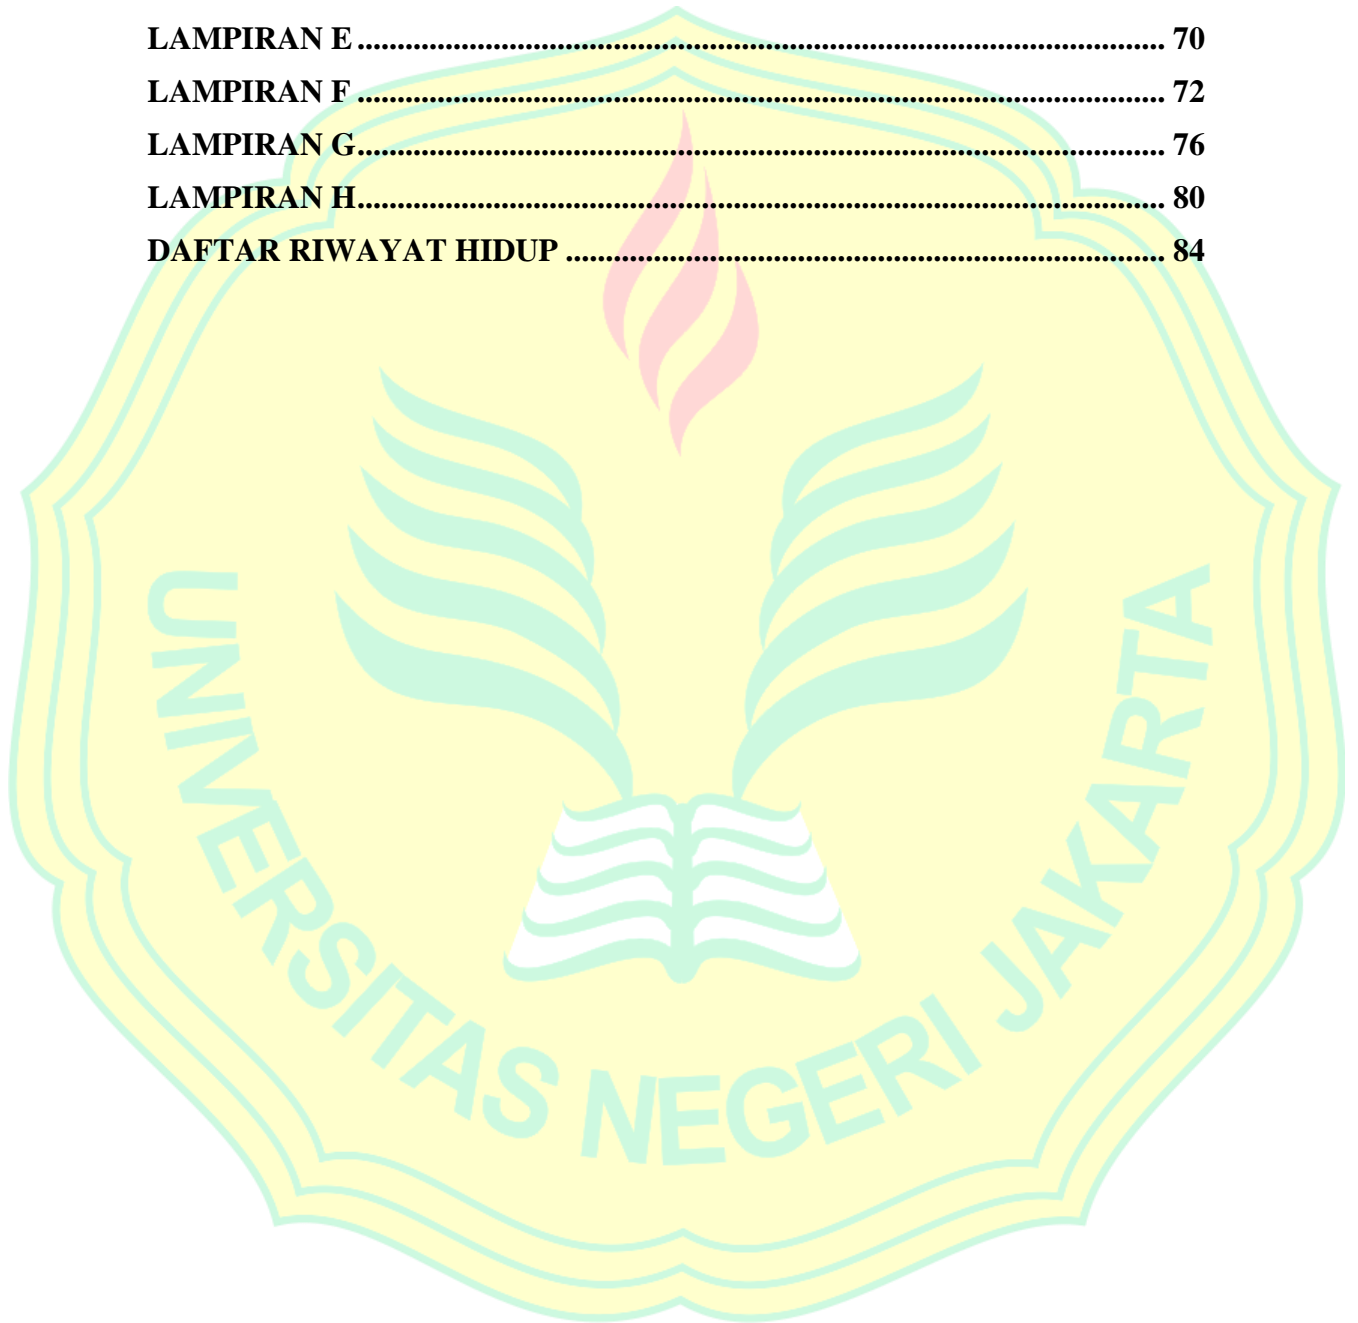 LAMPIRAN E ........................................................................................................ 70
LAMPIRAN F ........................................................................................................ 72
LAMPIRAN G........................................................................................................ 76
LAMPIRAN H........................................................................................................ 80
DAFTAR RIWAYAT HIDUP ........................................................................... 84
UNIVERSITAS NEGERI JAKARTA